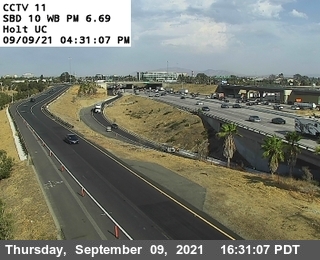 CCTV 11
SBD 10 WB PM 6.69
Holt UC
09/09/21 04:31:07 PM
Thursday, September 09, 2021 16:31:07 PDT